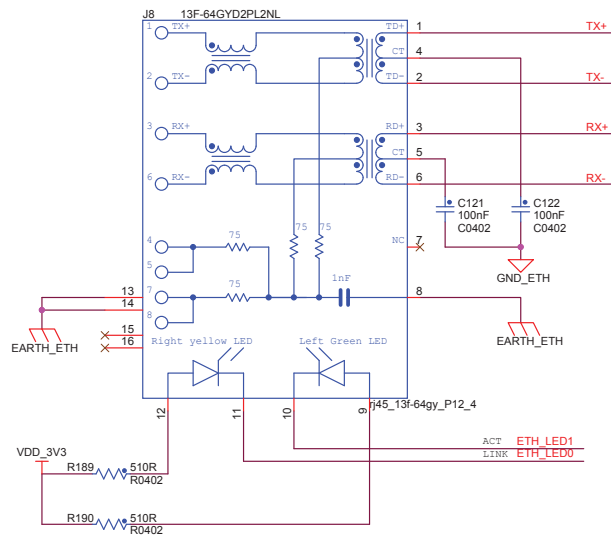 J8 13F-64GYD2PL2NL
1 TX+ TD+ 1 TX+
CT 4
2 TX- TD- 2 TX-
3 RX+ RD+ 3 RX+
CT 5
6 RX- RD- 6 RX-
C121 C122
100nF 100nF
C0402 C0402
75 75
4 75 NC 7
5
GND_ETH
7 75 1nF 8
13
14
8
15
16
EARTH_ETH EARTH_ETH
Right yellow LED Left Green LED
12 11 10 9 rj45_13f-64gy_P12_4
ACT ETH_LED1
LINK ETH_LED0
VDD_3V3
R189 510R
R0402
R190 510R
R0402